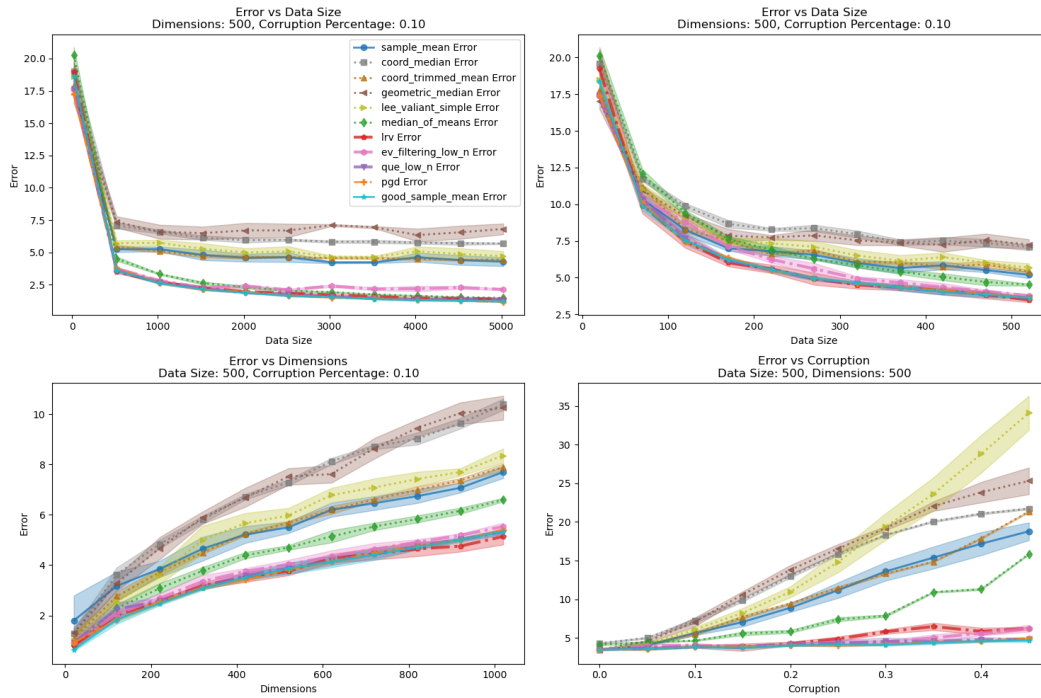 Error vs Data Size
Dimensions: 500, Corruption Percentage: 0.10
Error
20.0
17.5
15.0
12.5
10.0
7.5
5.0
2.5
sample_mean Error
coord_median Error
coord_trimmed_mean Error
geometric_median Error
lee_valiant_simple Error
median_of_means Error
lrv Error
ev_filtering_low_n Error
que_low_n Error
pgd Error
good_sample_mean Error
0 1000 2000 3000 4000 5000
Data Size
Error vs Data Size
Dimensions: 500, Corruption Percentage: 0.10
Error
20.0
17.5
15.0
12.5
10.0
7.5
5.0
2.5
0 100 200 300 400 500
Data Size
Error vs Dimensions
Data Size: 500, Corruption Percentage: 0.10
Error
10
8
6
4
2
0 200 400 600 800 1000
Dimensions
Error vs Corruption
Data Size: 500, Dimensions: 500
Error
35
30
25
20
15
10
5
0.0 0.1 0.2 0.3 0.4
Corruption